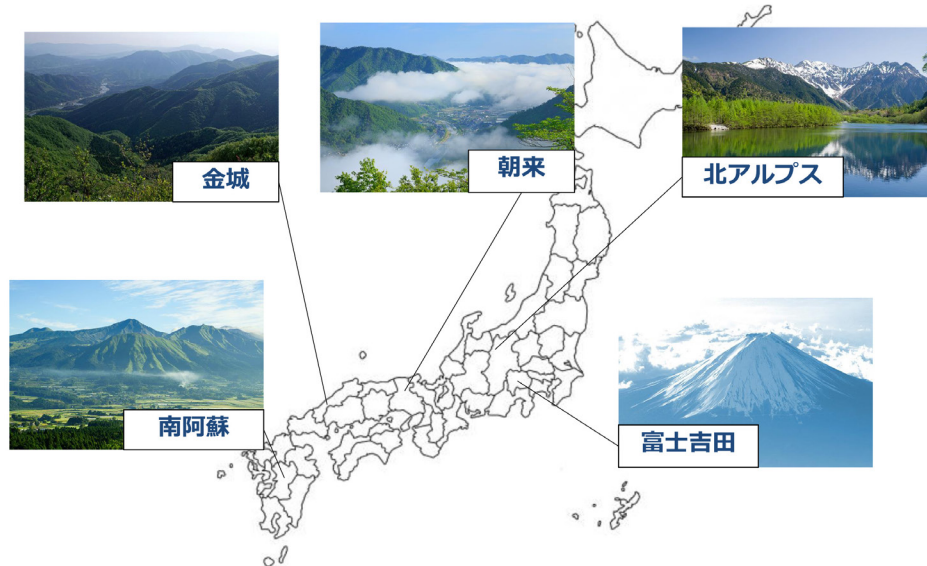 金城
朝来
北アルプス
南阿蘇
富士吉田